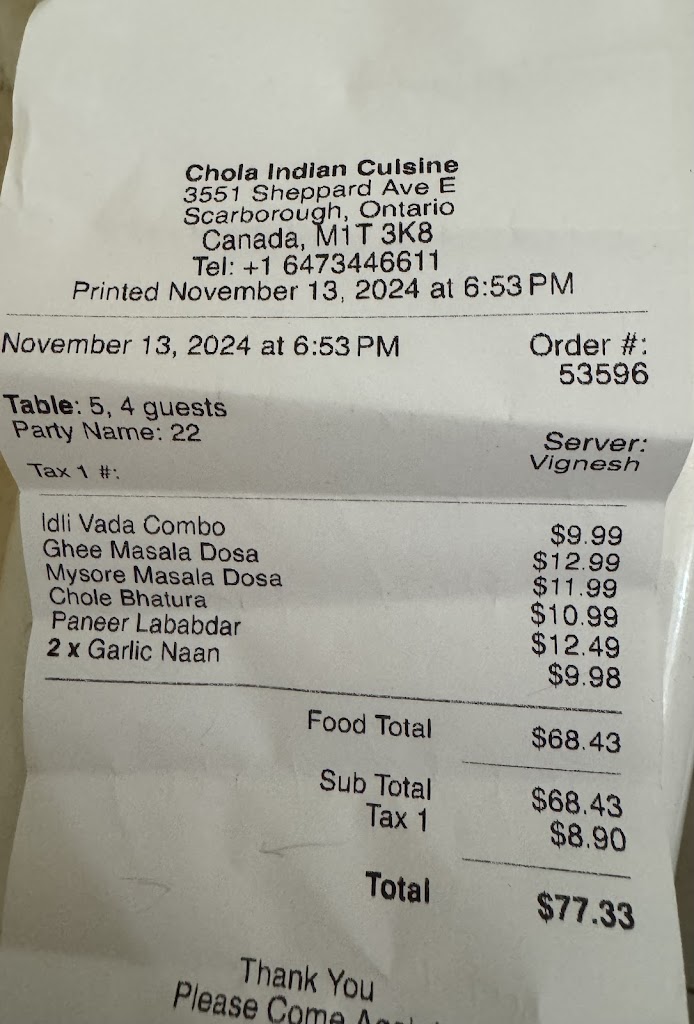 Chola Indian Cuisine
3551 Sheppard Ave E
Scarborough, Ontario
Canada, M1T 3K8
Tel: +1 6473446611
Printed November 13, 2024 at 6:53 PM
November 13, 2024 at 6:53 PM Order #:
53596
Table: 5, 4 guests
Party Name: 22 Server:
Vignesh
Tax 1 #:
Idli Vada Combo $9.99
Ghee Masala Dosa $12.99
Mysore Masala Dosa $11.99
Chole Bhatura $10.99
Paneer Lababdar $12.49
2 x Garlic Naan $9.98
Food Total $68.43
Sub Total $68.43
Tax 1 $8.90
Total $77.33
Thank You
Please Come